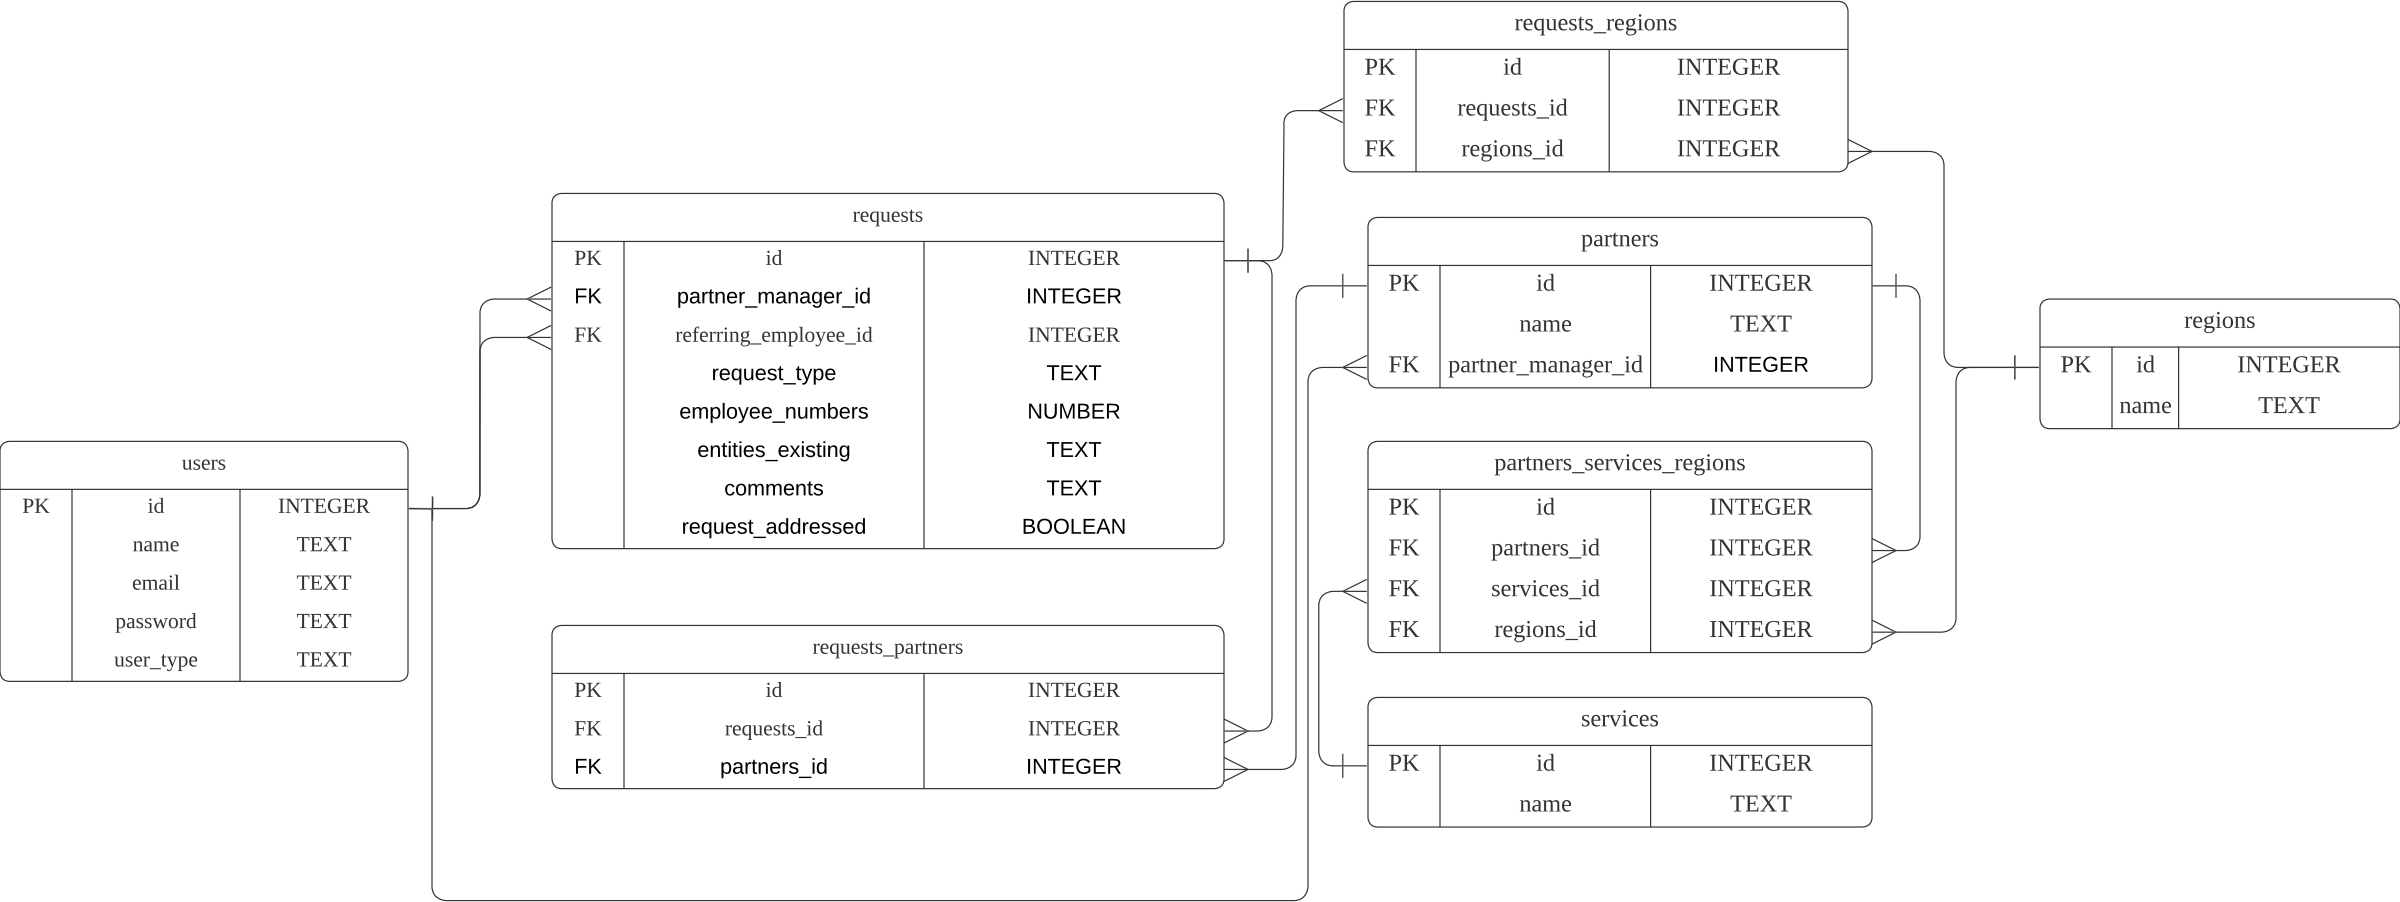 requests_regions
PK id INTEGER
FK requests_id INTEGER
FK regions_id INTEGER
requests
PK id INTEGER
FK partner_manager_id INTEGER
FK referring_employee_id INTEGER
request_type TEXT
employee_numbers NUMBER
entities_existing TEXT
comments TEXT
request_addressed BOOLEAN
partners
PK id INTEGER
name TEXT
FK partner_manager_id INTEGER
regions
PK id INTEGER
name TEXT
users
PK id INTEGER
name TEXT
email TEXT
password TEXT
user_type TEXT
partners_services_regions
PK id INTEGER
FK partners_id INTEGER
FK services_id INTEGER
FK regions_id INTEGER
requests_partners
PK id INTEGER
FK requests_id INTEGER
FK partners_id INTEGER
services
PK id INTEGER
name TEXT